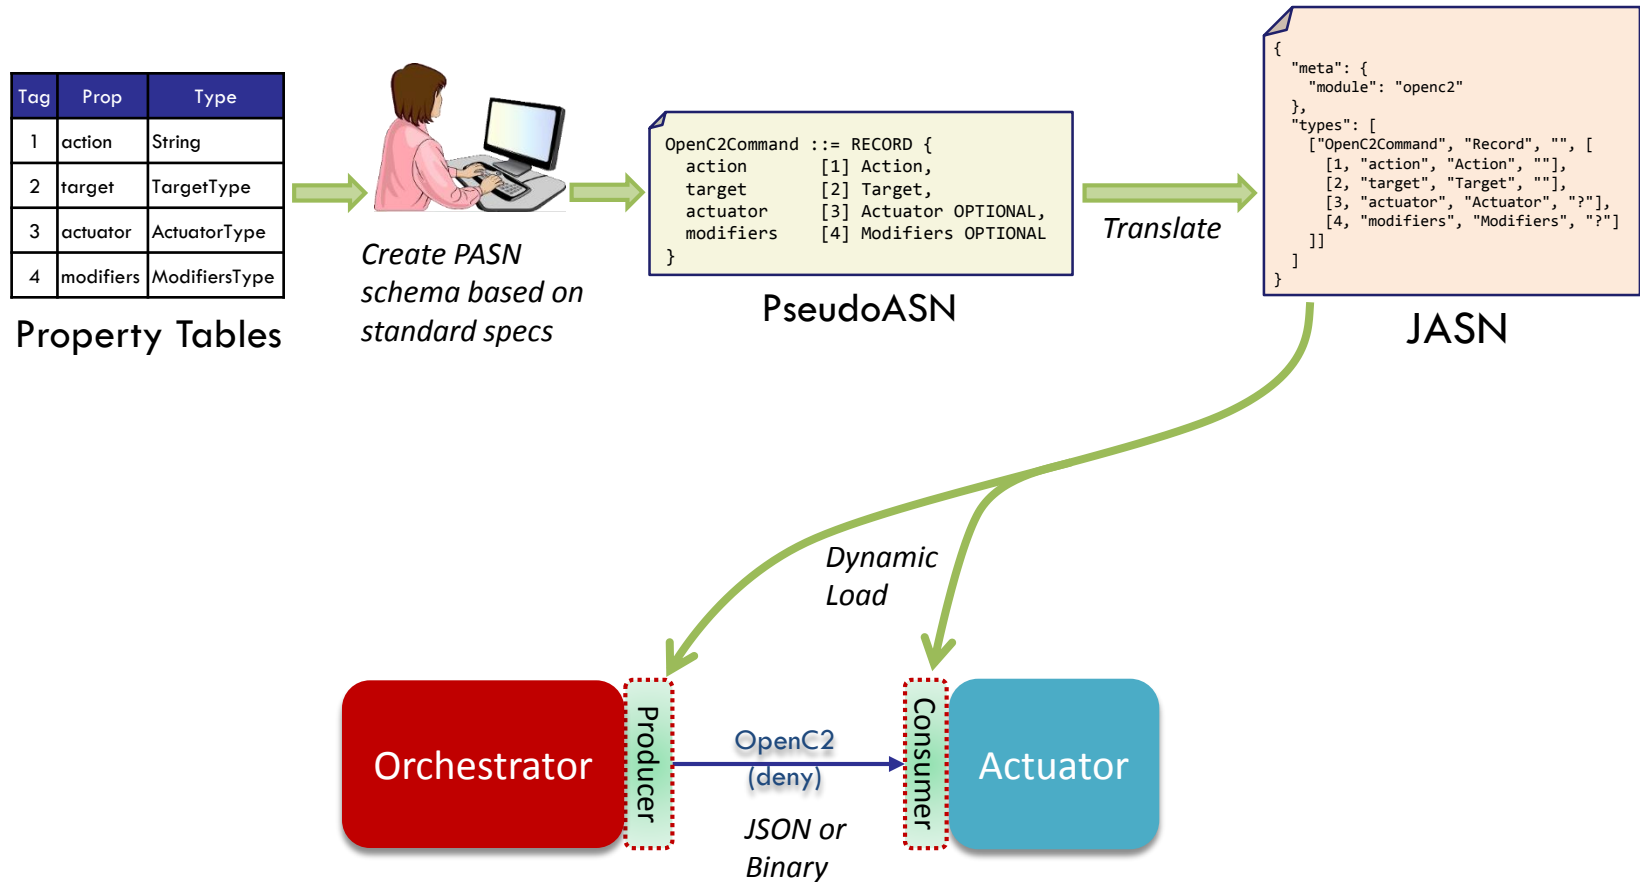 Tag Prop Type
1 action String
2 target TargetType
3 actuator ActuatorType
4 modifiers ModifiersType
Property Tables
Create PASN
schema based on
standard specs
OpenC2Command ::= RECORD {
  action [1] Action,
  target [2] Target,
  actuator [3] Actuator OPTIONAL,
  modifiers [4] Modifiers OPTIONAL
}
PseudoASN
Translate
{
  "meta": {
    "module": "openc2"
  },
  "types": [
    ["OpenC2Command", "Record", "", [
      [1, "action", "Action", ""],
      [2, "target", "Target", ""],
      [3, "actuator", "Actuator", "?"],
      [4, "modifiers", "Modifiers", "?"]
    ]]
  ]
}
JASN
Dynamic
Load
Orchestrator
Producer
OpenC2
(deny)
JSON or
Binary
Consumer
Actuator